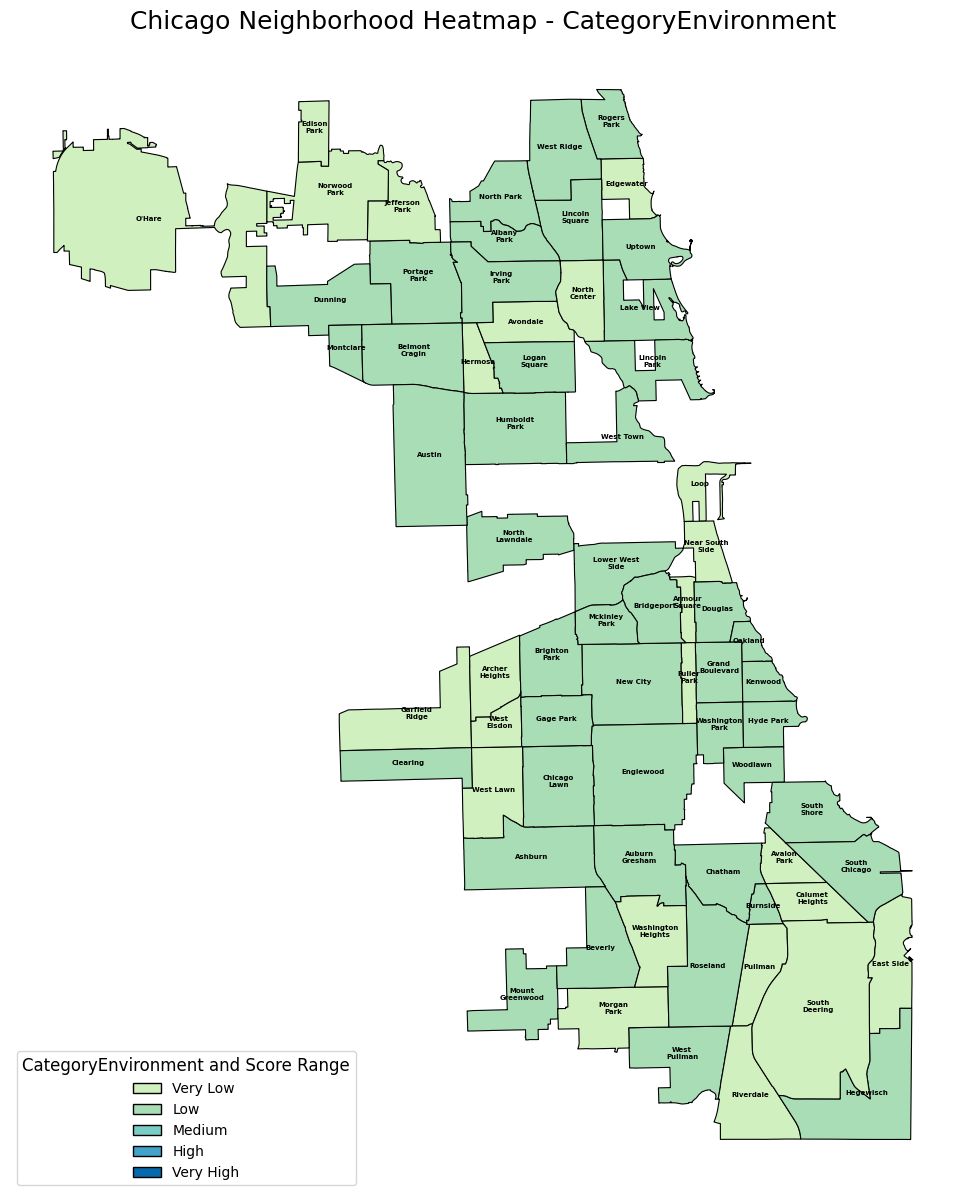 Chicago Neighborhood Heatmap - CategoryEnvironment
Edison
Park
Rogers
Park
West Ridge
Norwood
Park
Edgewater
North Park
Jefferson
Park
O'Hare
Lincoln
Square
Albany
Park
Uptown
Portage
Park
Irving
Park
North
Center
Dunning
Lake View
Avondale
Montclare
Belmont
Cragin
Hermosa
Logan
Square
Lincoln
Park
Humboldt
Park
West Town
Austin
Loop
North
Lawndale
Near South
Side
Lower West
Side
Bridgeport
Armour
Square
Douglas
Mckinley
Park
Oakland
Brighton
Park
Archer
Heights
Grand
Boulevard
Fuller
Park
New City
Kenwood
Garfield
Ridge
West
Elsdon
Gage Park
Washington
Park
Hyde Park
Clearing
Woodlawn
Englewood
Chicago
Lawn
West Lawn
South
Shore
Ashburn
Auburn
Gresham
Avalon
Park
South
Chicago
Chatham
Calumet
Heights
Burnside
Washington
Heights
Beverly
Roseland
Pullman
East Side
Mount
Greenwood
Morgan
Park
South
Deering
West
Pullman
Riverdale
Hegewisch
CategoryEnvironment and Score Range
Very Low
Low
Medium
High
Very High